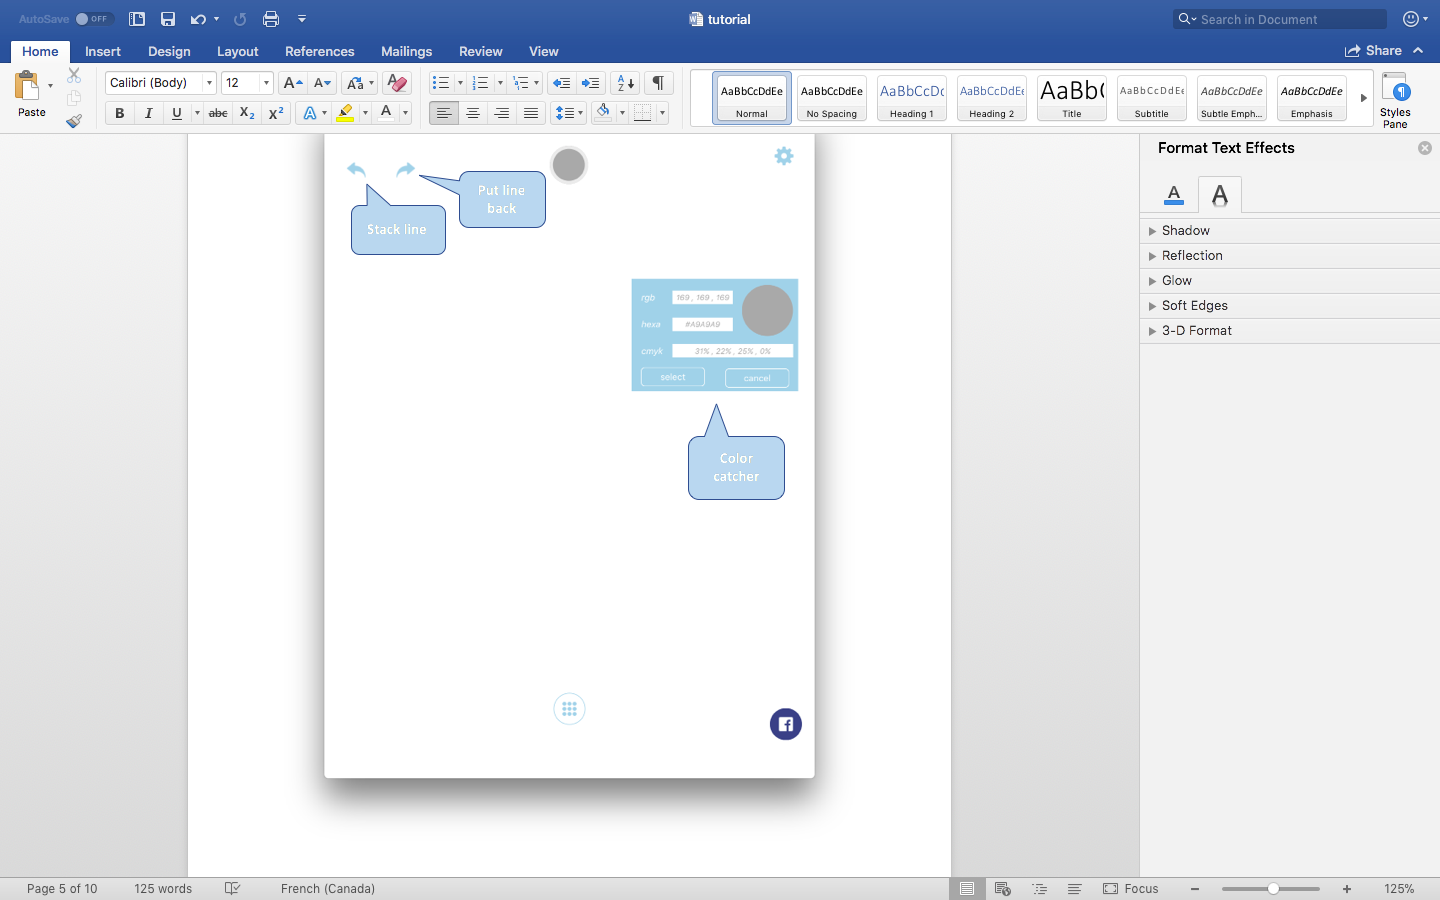 AutoSave OFF
tutorial
Search in Document
Home Insert Design Layout References Mailings Review View
Share
Paste
Calibri (Body) 12
B I U abc X2 X2 A A
AaBbCcDdEe AaBbCcDdEe AaBbCcDc AaBbCcDdEe AaBb( AaBbCcDdEe AaBbCcDdEe AaBbCcDdEe
Normal No Spacing Heading 1 Heading 2 Title Subtitle Subtle Emph... Emphasis
Styles
Pane
Format Text Effects
A A
Shadow
Reflection
Glow
Soft Edges
3-D Format
Put line
back
Stack line
rgb 169 , 169 , 169
hexa #A9A9A9
cmyk 31% , 22% , 25% , 0%
select cancel
Color
catcher
Page 5 of 10 125 words French (Canada) Focus 125%